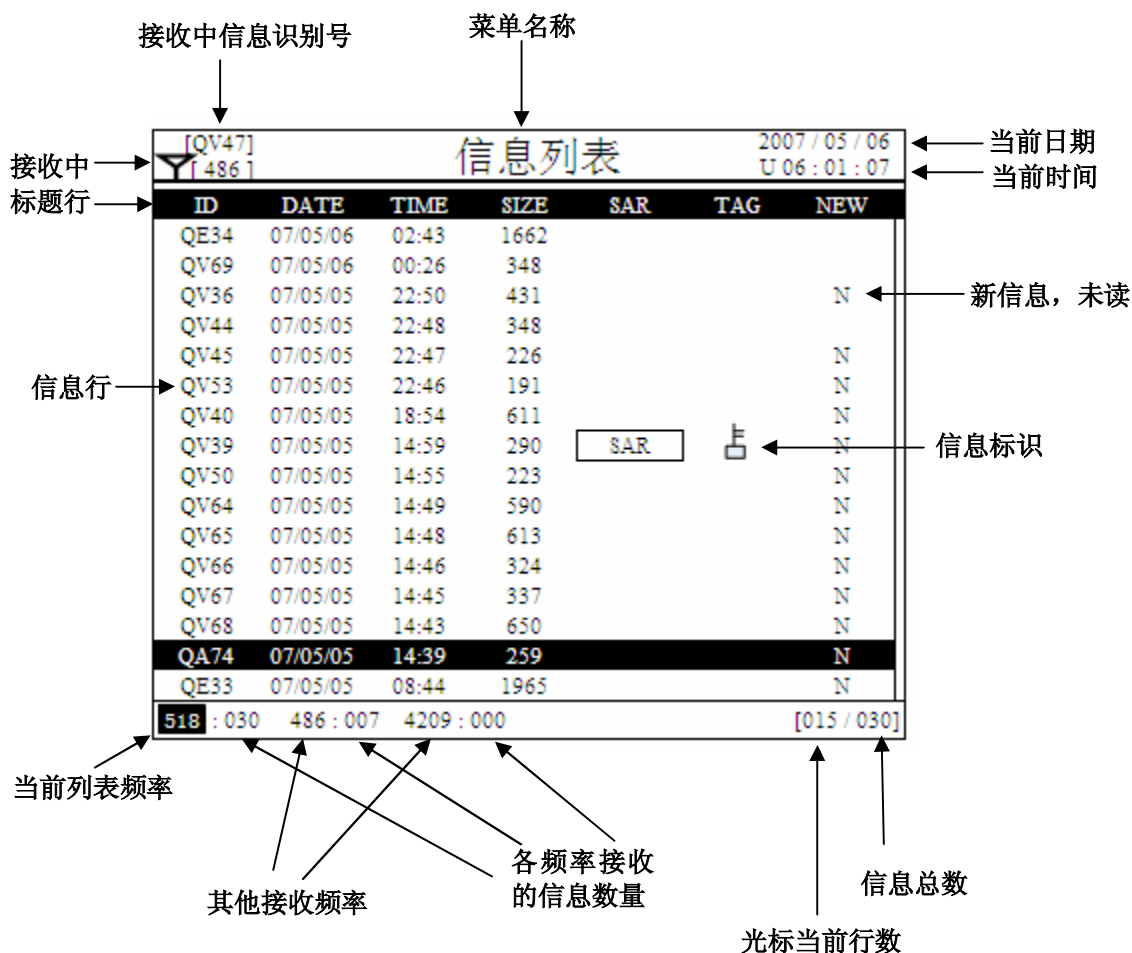 接收中信息识别号
菜单名称
[QV47]
[ 486 ]
信息列表
2007 / 05 / 06
U 06 : 01 : 07
当前日期
当前时间
接收中
标题行
ID DATE TIME SIZE SAR TAG NEW
QE34 07/05/06 02:43 1662
QV69 07/05/06 00:26 348
QV36 07/05/05 22:50 431 N
新信息，未读
QV44 07/05/05 22:48 348
QV45 07/05/05 22:47 226 N
信息行
QV53 07/05/05 22:46 191 N
QV40 07/05/05 18:54 611 N
QV39 07/05/05 14:59 290 SAR N
信息标识
QV50 07/05/05 14:55 223 N
QV64 07/05/05 14:49 590 N
QV65 07/05/05 14:48 613 N
QV66 07/05/05 14:46 324 N
QV67 07/05/05 14:45 337 N
QV68 07/05/05 14:43 650 N
QA74 07/05/05 14:39 259 N
QE33 07/05/05 08:44 1965 N
518 : 030 486 : 007 4209 : 000 [015 / 030]
当前列表频率
其他接收频率
各频率接收
的信息数量
信息总数
光标当前行数